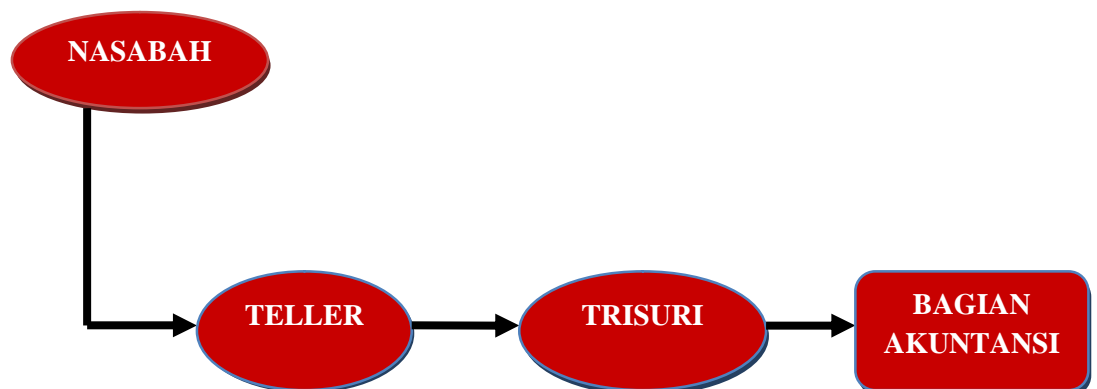 NASABAH
TELLER
TRISURI
BAGIAN
AKUNTANSI